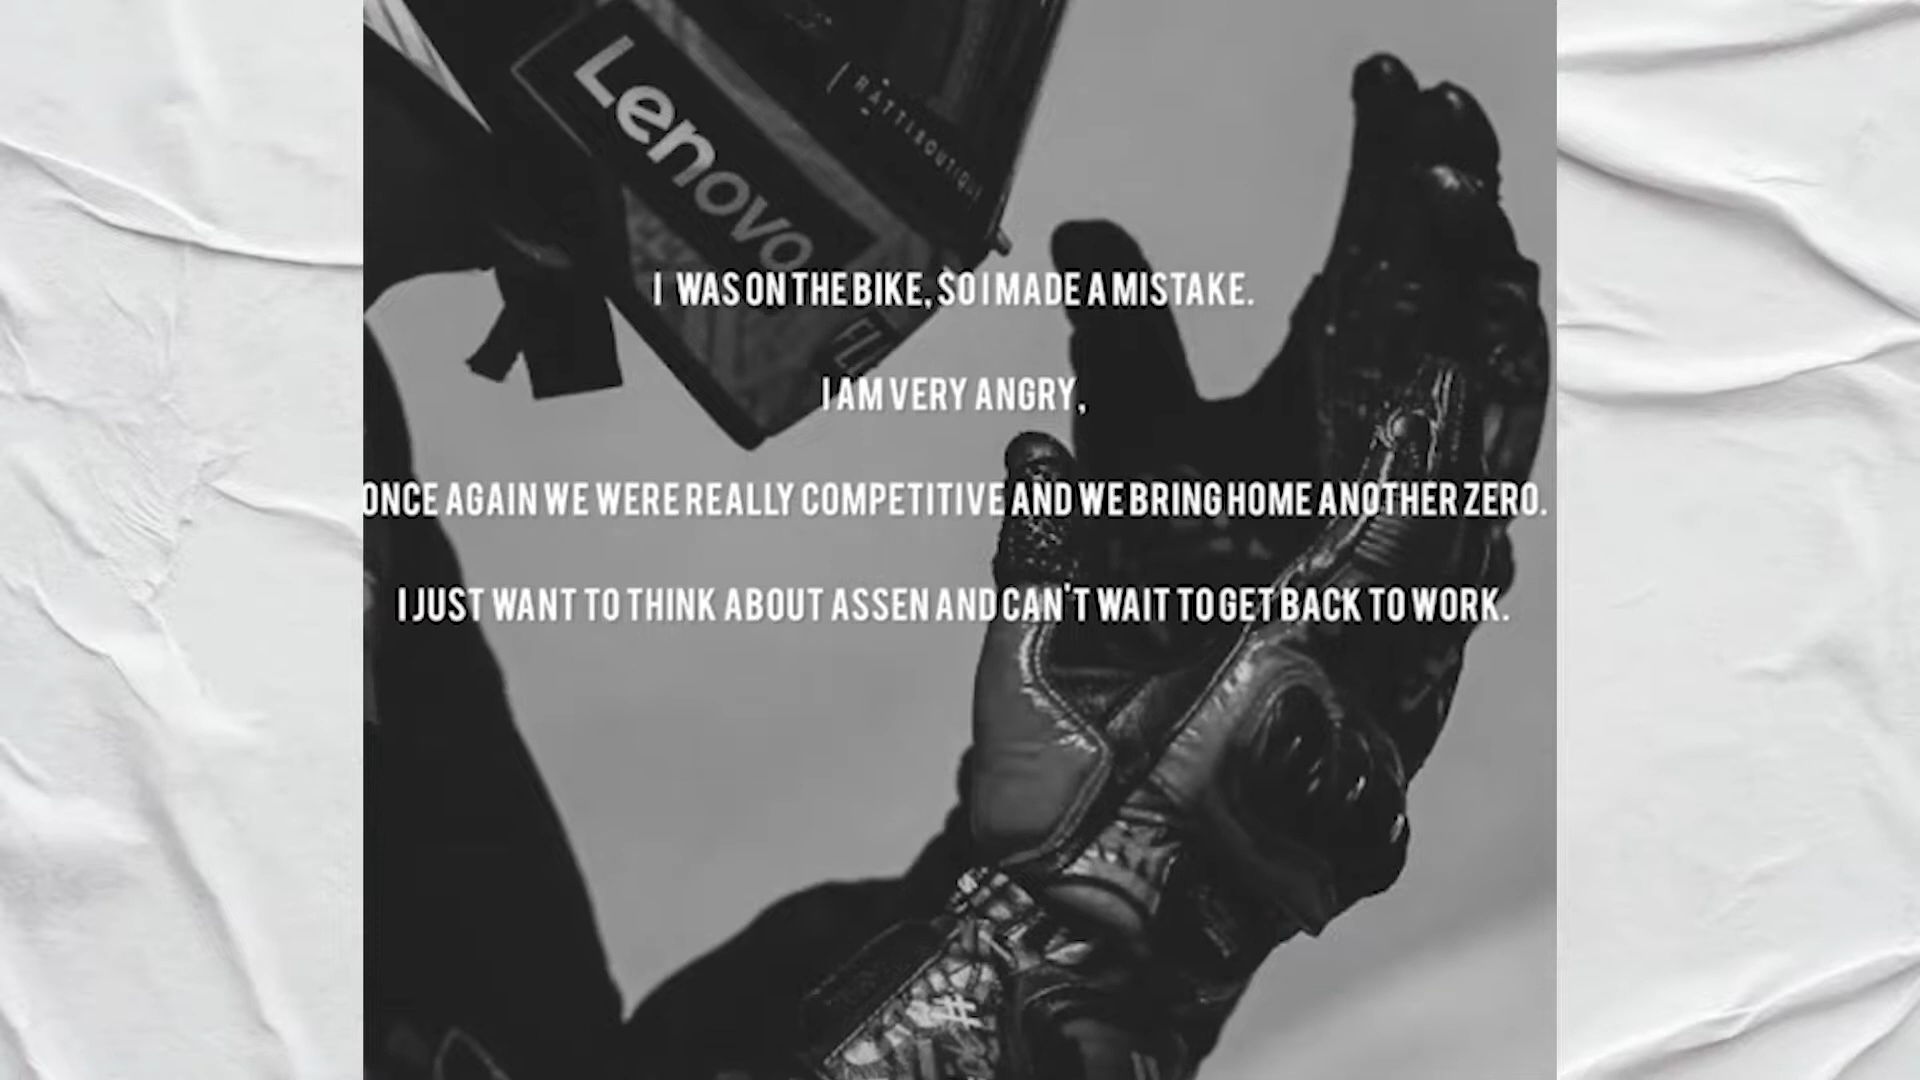 Lenovo
I WAS ON THE BIKE, SO I MADE A MISTAKE.
I AM VERY ANGRY,
ONCE AGAIN WE WERE REALLY COMPETITIVE AND WE BRING HOME ANOTHER ZERO.
I JUST WANT TO THINK ABOUT ASSEN AND CAN'T WAIT TO GET BACK TO WORK.
#